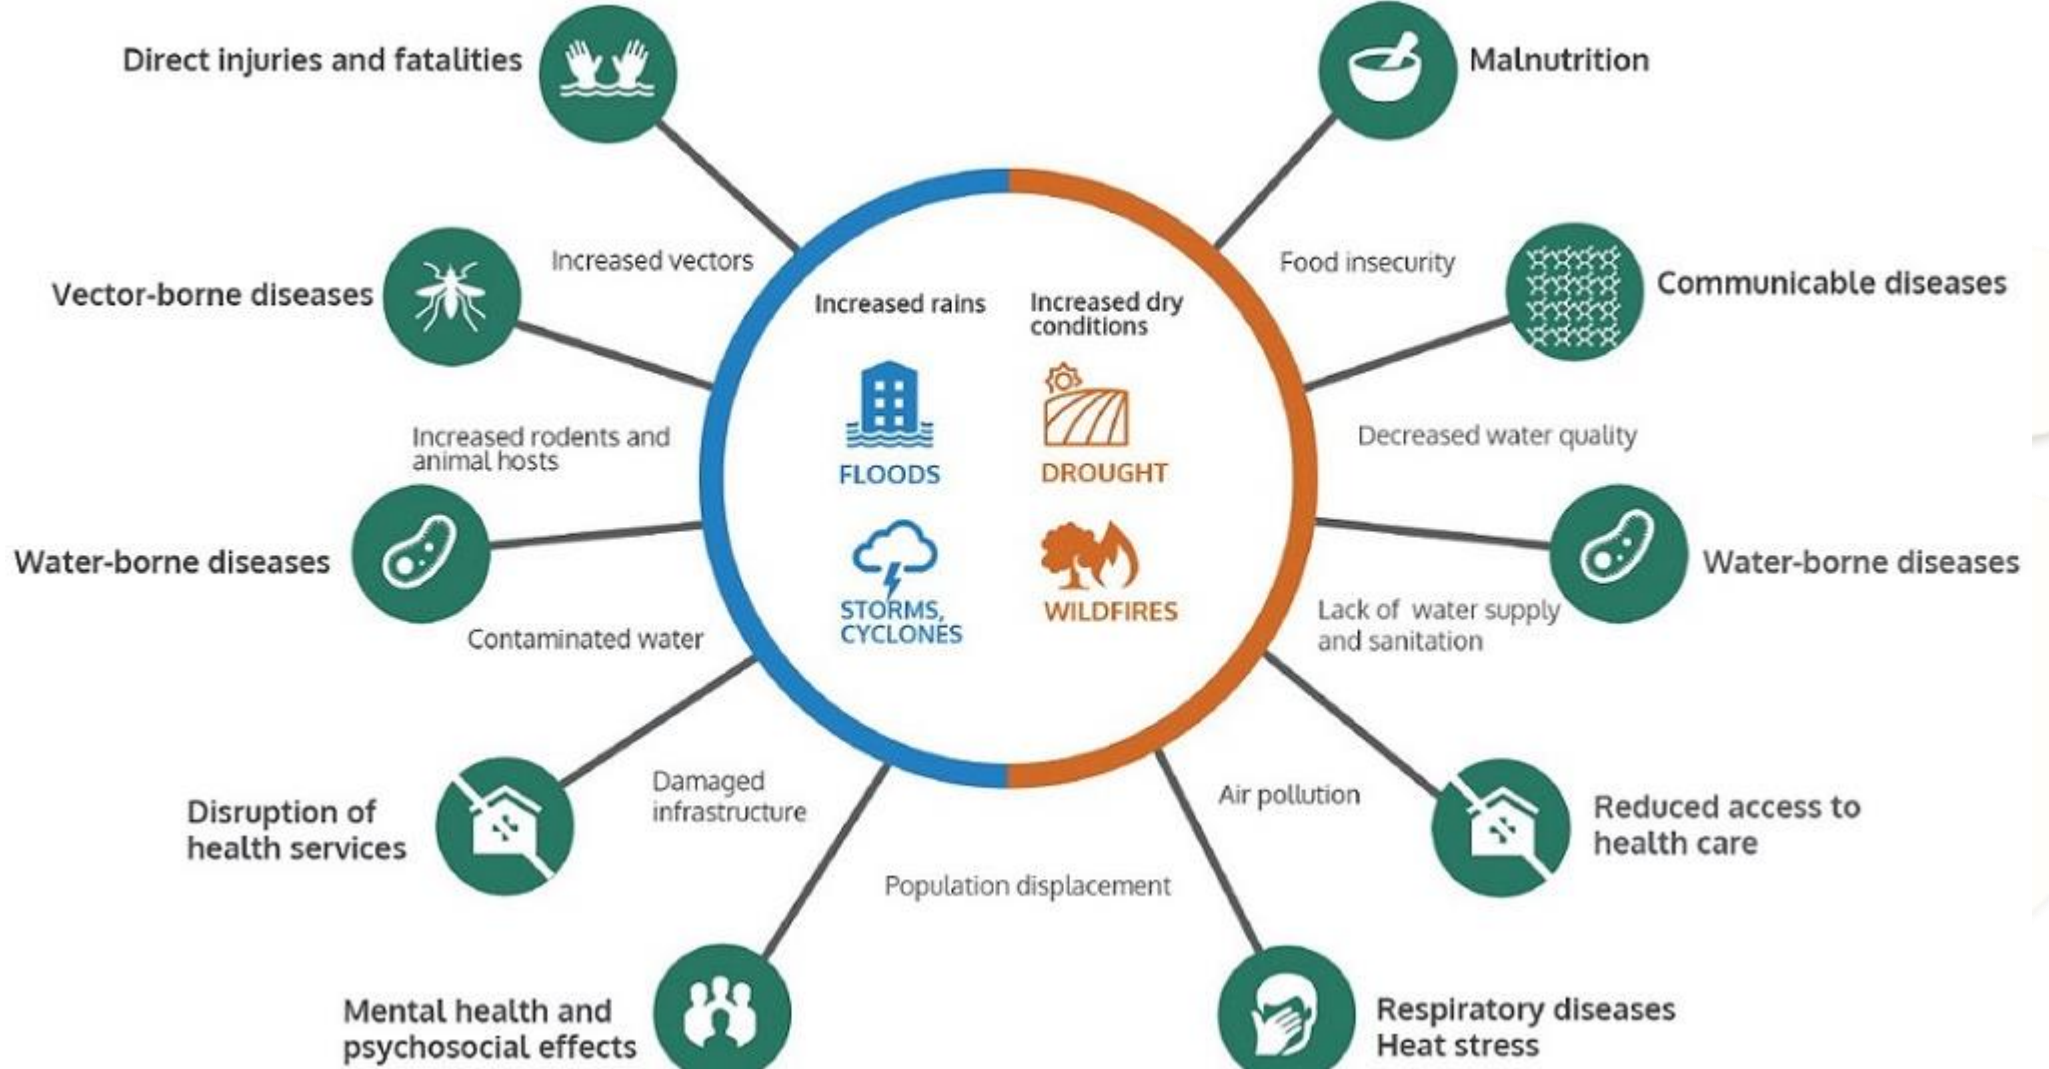 Direct injuries and fatalities
Malnutrition
Increased vectors
Food insecurity
Vector-borne diseases
Communicable diseases
Increased rains
Increased dry
conditions
Increased rodents and
animal hosts
Decreased water quality
FLOODS
DROUGHT
Water-borne diseases
Water-borne diseases
STORMS,
CYCLONES
WILDFIRES
Contaminated water
Lack of water supply
and sanitation
Disruption of
health services
Damaged
infrastructure
Air pollution
Reduced access to
health care
Population displacement
Mental health and
psychosocial effects
Respiratory diseases
Heat stress